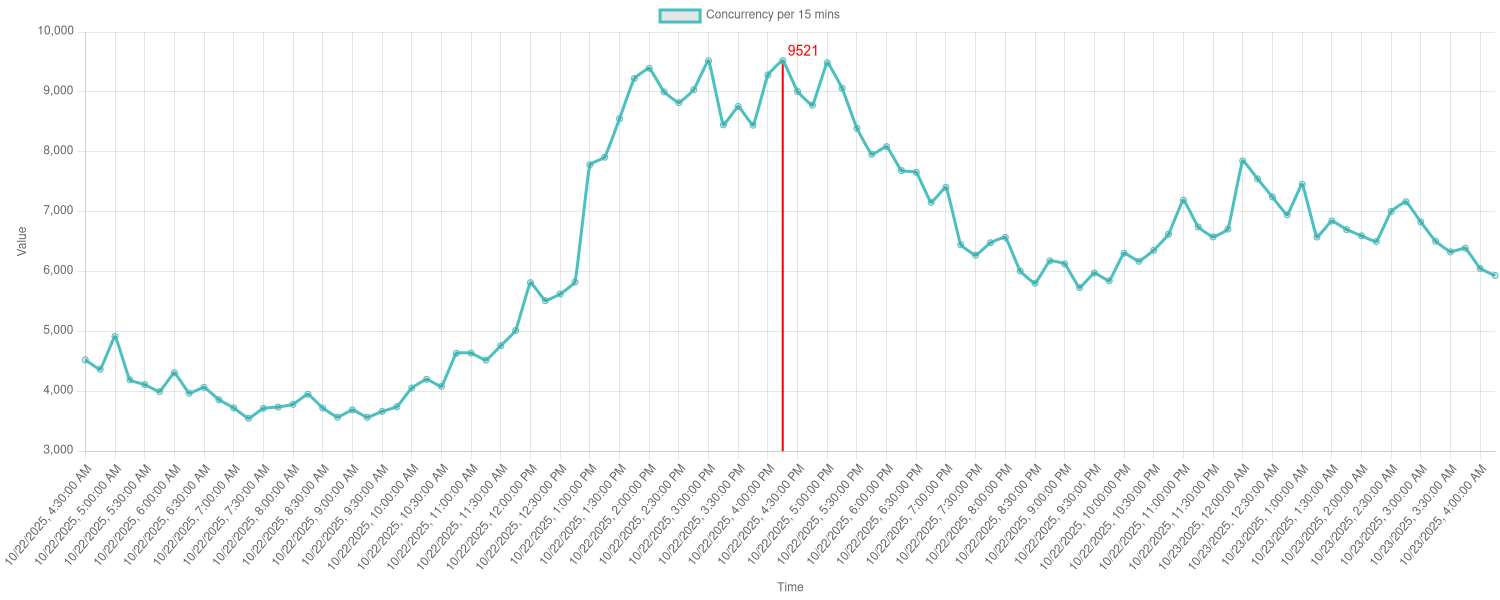 Concurrency per 15 mins
10,000
9521
9,000
8,000
7,000
6,000
5,000
4,000
3,000
Value
10/22/2025, 4:30:00 AM
10/22/2025, 5:00:00 AM
10/22/2025, 5:30:00 AM
10/22/2025, 6:00:00 AM
10/22/2025, 6:30:00 AM
10/22/2025, 7:00:00 AM
10/22/2025, 7:30:00 AM
10/22/2025, 8:00:00 AM
10/22/2025, 8:30:00 AM
10/22/2025, 9:00:00 AM
10/22/2025, 9:30:00 AM
10/22/2025, 10:00:00 AM
10/22/2025, 10:30:00 AM
10/22/2025, 11:00:00 AM
10/22/2025, 11:30:00 AM
10/22/2025, 12:00:00 PM
10/22/2025, 12:30:00 PM
10/22/2025, 1:00:00 PM
10/22/2025, 1:30:00 PM
10/22/2025, 2:00:00 PM
10/22/2025, 2:30:00 PM
10/22/2025, 3:00:00 PM
10/22/2025, 3:30:00 PM
10/22/2025, 4:00:00 PM
10/22/2025, 4:30:00 PM
10/22/2025, 5:00:00 PM
10/22/2025, 5:30:00 PM
10/22/2025, 6:00:00 PM
10/22/2025, 6:30:00 PM
10/22/2025, 7:00:00 PM
10/22/2025, 7:30:00 PM
10/22/2025, 8:00:00 PM
10/22/2025, 8:30:00 PM
10/22/2025, 9:00:00 PM
10/22/2025, 9:30:00 PM
10/22/2025, 10:00:00 PM
10/22/2025, 10:30:00 PM
10/22/2025, 11:00:00 PM
10/22/2025, 11:30:00 PM
10/23/2025, 12:00:00 AM
10/23/2025, 12:30:00 AM
10/23/2025, 1:00:00 AM
10/23/2025, 1:30:00 AM
10/23/2025, 2:00:00 AM
10/23/2025, 2:30:00 AM
10/23/2025, 3:00:00 AM
10/23/2025, 3:30:00 AM
10/23/2025, 4:00:00 AM
Time